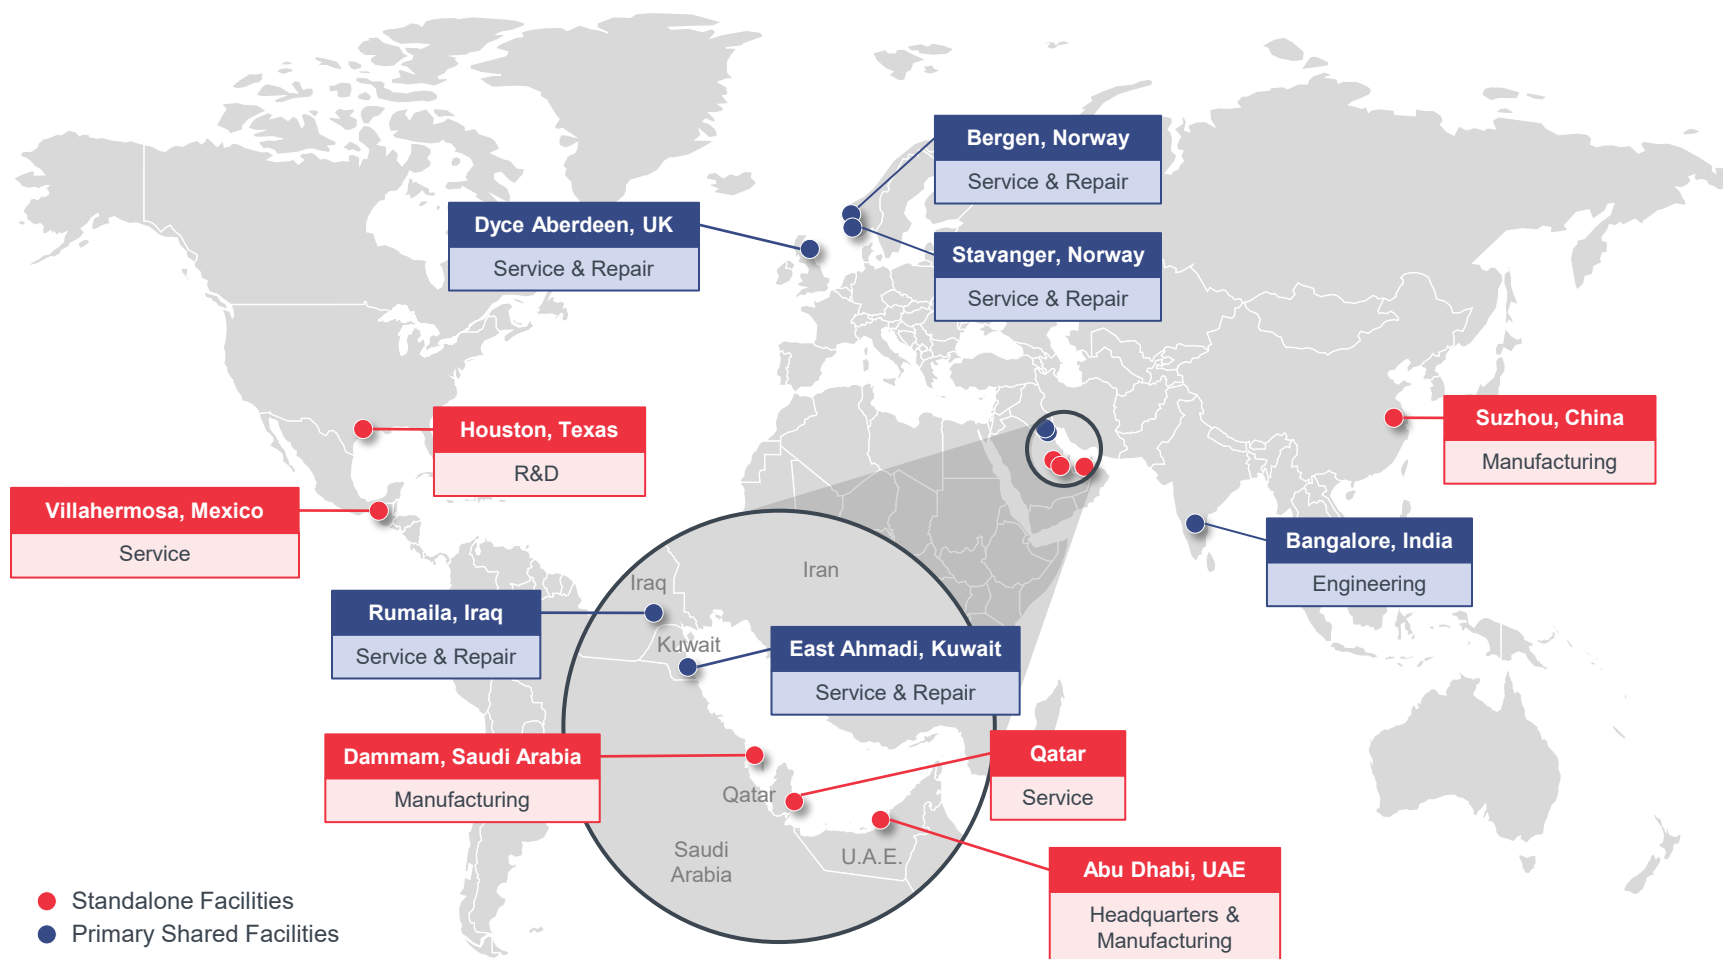 Bergen, Norway
Service & Repair
Dyce Aberdeen, UK
Service & Repair
Stavanger, Norway
Service & Repair
Houston, Texas
R&D
Suzhou, China
Manufacturing
Villahermosa, Mexico
Service
Bangalore, India
Engineering
Iran
Iraq
Rumaila, Iraq
Service & Repair
Kuwait
East Ahmadi, Kuwait
Service & Repair
Dammam, Saudi Arabia
Manufacturing
Qatar
Qatar
Service
Saudi
Arabia
U.A.E.
Abu Dhabi, UAE
Headquarters &
Manufacturing
Standalone Facilities
Primary Shared Facilities